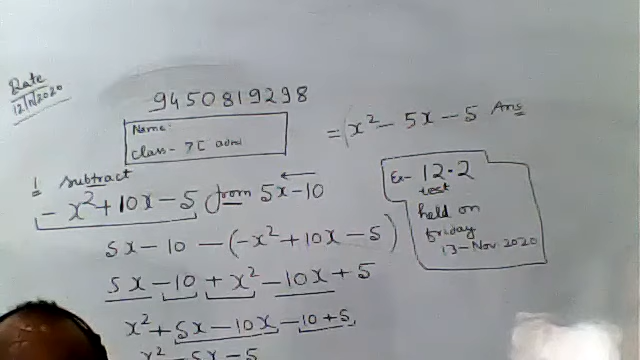 Date
12/11/2020
9450819298
Name:
Class- 7C
= x² - 5x - 5 Ans
1 subtract
- x² + 10x - 5 from 5x - 10
5x - 10 - (-x² + 10x - 5)
5x - 10 + x² - 10x + 5
x² + 5x - 10x - 10 + 5
x² - 5x - 5
Ex- 12.2
test
held on
friday
13-Nov. 2020